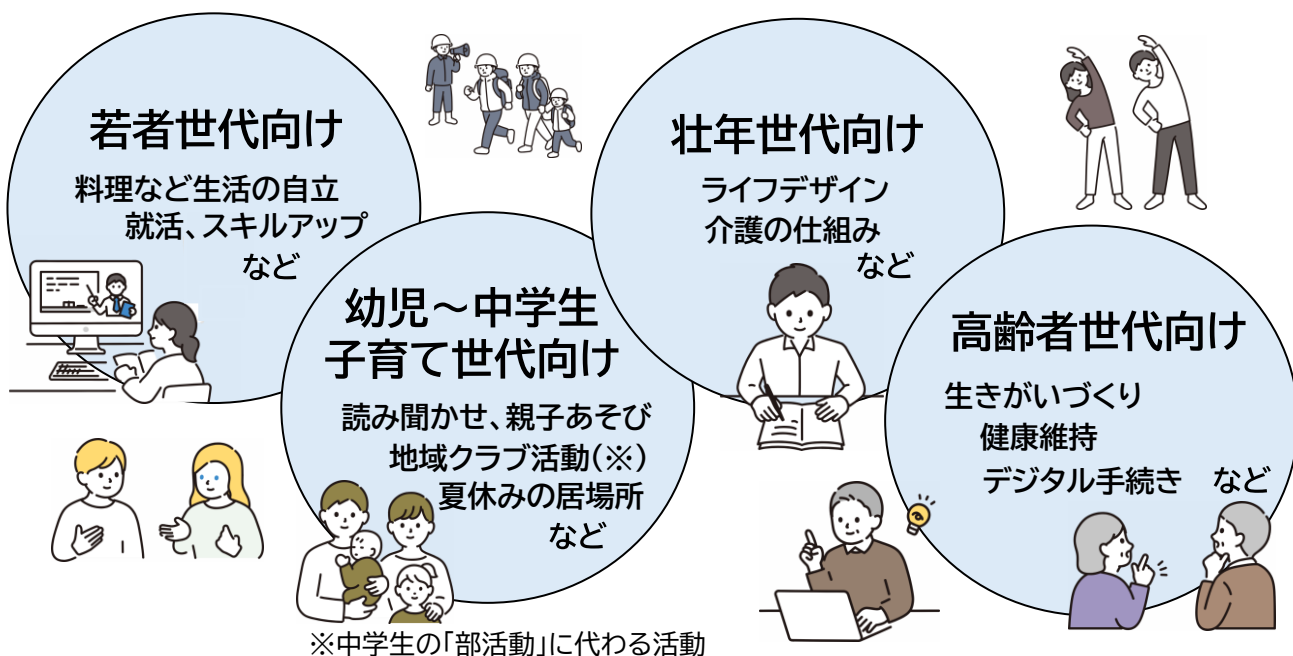 若者世代向け
料理など生活の自立
就活、スキルアップ
など
幼児～中学生
子育て世代向け
読み聞かせ、親子あそび
地域クラブ活動(※)
夏休みの居場所
など
壮年世代向け
ライフデザイン
介護の仕組み
など
高齢者世代向け
生きがいづくり
健康維持
デジタル手続き など
※中学生の「部活動」に代わる活動